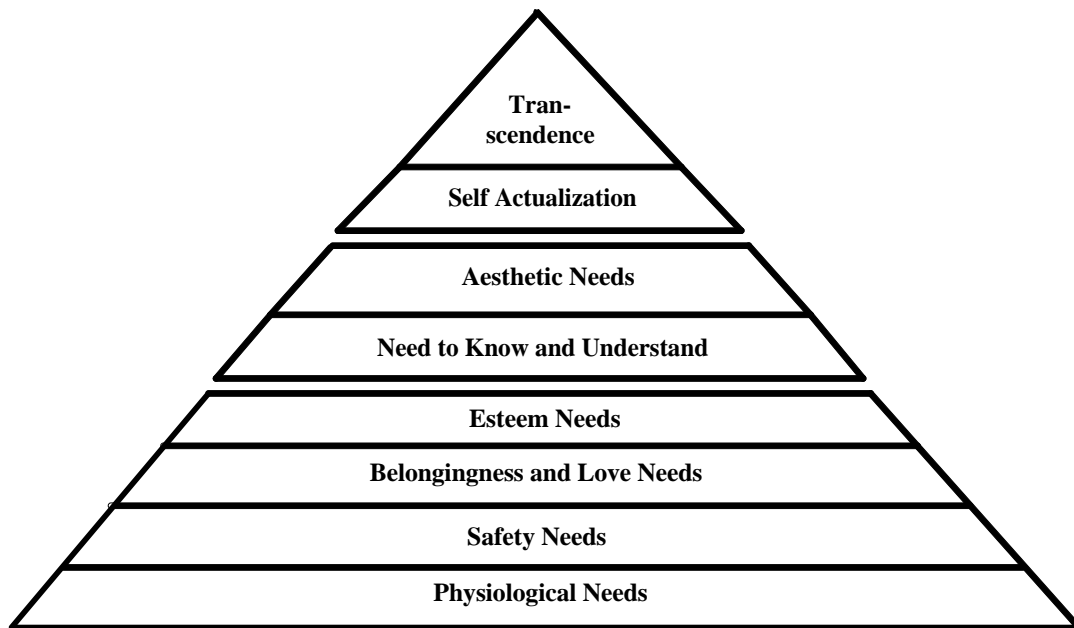 Tran-
scendence
Self Actualization
Aesthetic Needs
Need to Know and Understand
Esteem Needs
Belongingness and Love Needs
Safety Needs
Physiological Needs